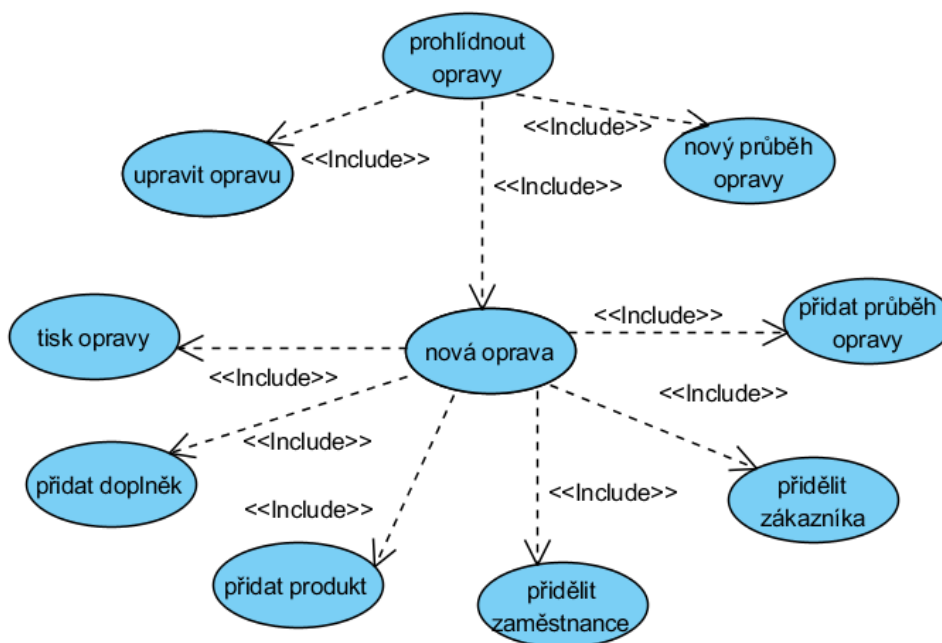 prohlídnout
opravy
<<Include>>
<<Include>>
upravit opravu
nový průběh
opravy
<<Include>>
tisk opravy
nová oprava
<<Include>>
přidat průběh
opravy
<<Include>>
<<Include>>
<<Include>>
přidat doplněk
<<Include>>
<<Include>>
přidělit
zákazníka
přidat produkt
přidělit
zaměstnance